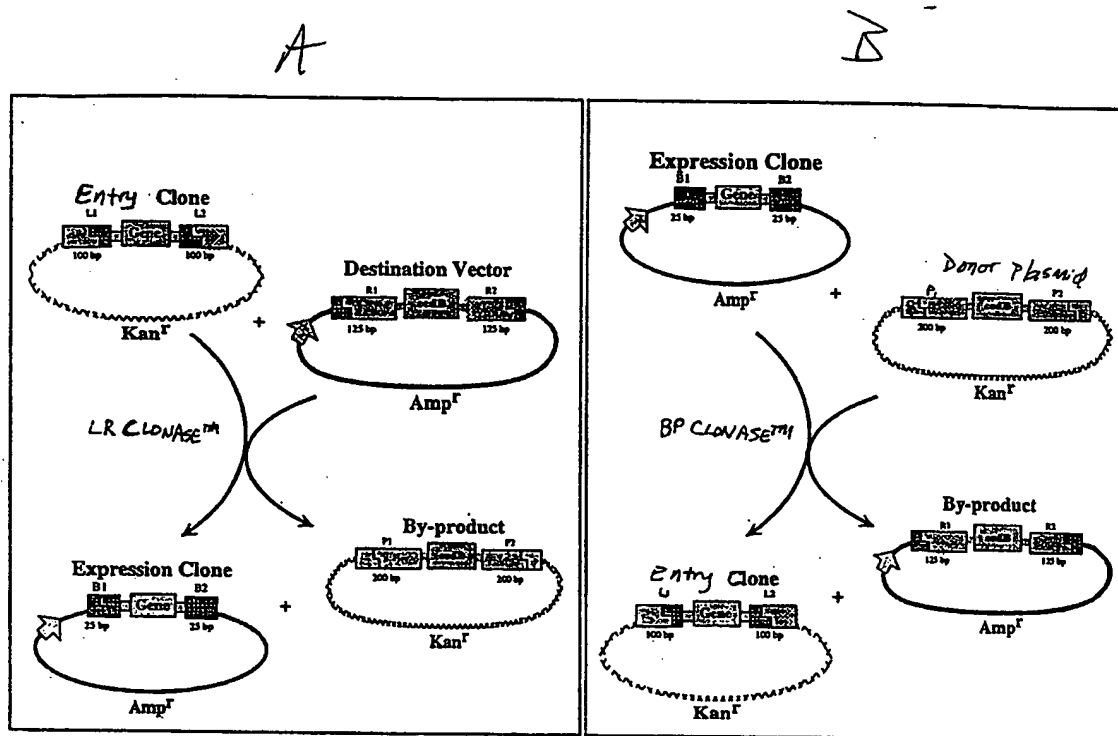 A
B
Entry Clone
L1
L2
Gene
100 bp
100 bp
Kanʳ
+
Destination Vector
R1
R2
125 bp
125 bp
Ampʳ
LR CLONASE™
By-product
P1
P2
200 bp
200 bp
Kanʳ
Expression Clone
B1
B2
Gene
25 bp
25 bp
+
Ampʳ
Expression Clone
B1
B2
Gene
25 bp
25 bp
Ampʳ
+
Donor plasmid
P1
P2
200 bp
200 bp
Kanʳ
BP CLONASE™
By-product
R1
R2
125 bp
125 bp
Ampʳ
Entry Clone
L1
L2
Gene
100 bp
100 bp
+
Kanʳ